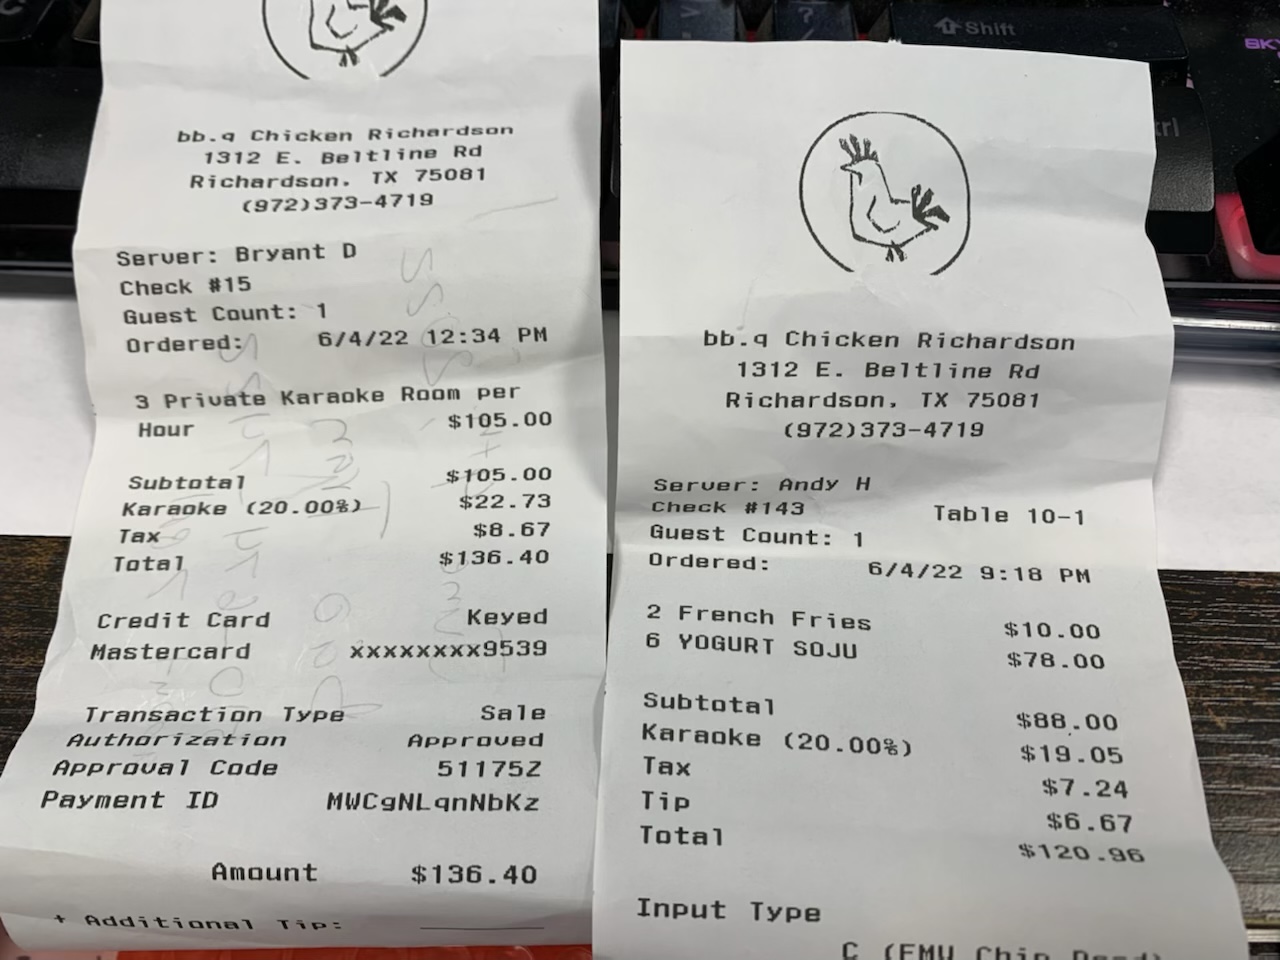 bb.q Chicken Richardson
1312 E. Beltline Rd
Richardson, TX 75081
(972)373-4719
Server: Bryant D
Check #15
Guest Count: 1
Ordered: 6/4/22 12:34 PM
3 Private Karaoke Room per
Hour $105.00
Subtotal $105.00
Karaoke (20.00%) $22.73
Tax $8.67
Total $136.40
Credit Card Keyed
Mastercard xxxxxxxx9539
Transaction Type Sale
Authorization Approved
Approval Code 51175Z
Payment ID MWCgNLqnNbKz
Amount $136.40
+ Additional Tip:
bb.q Chicken Richardson
1312 E. Beltline Rd
Richardson, TX 75081
(972)373-4719
Server: Andy H
Check #143 Table 10-1
Guest Count: 1
Ordered: 6/4/22 9:18 PM
2 French Fries $10.00
6 YOGURT SOJU $78.00
Subtotal $88.00
Karaoke (20.00%) $19.05
Tax $7.24
Tip $6.67
Total $120.96
Input Type
C (EMV Chip Read)
Shift